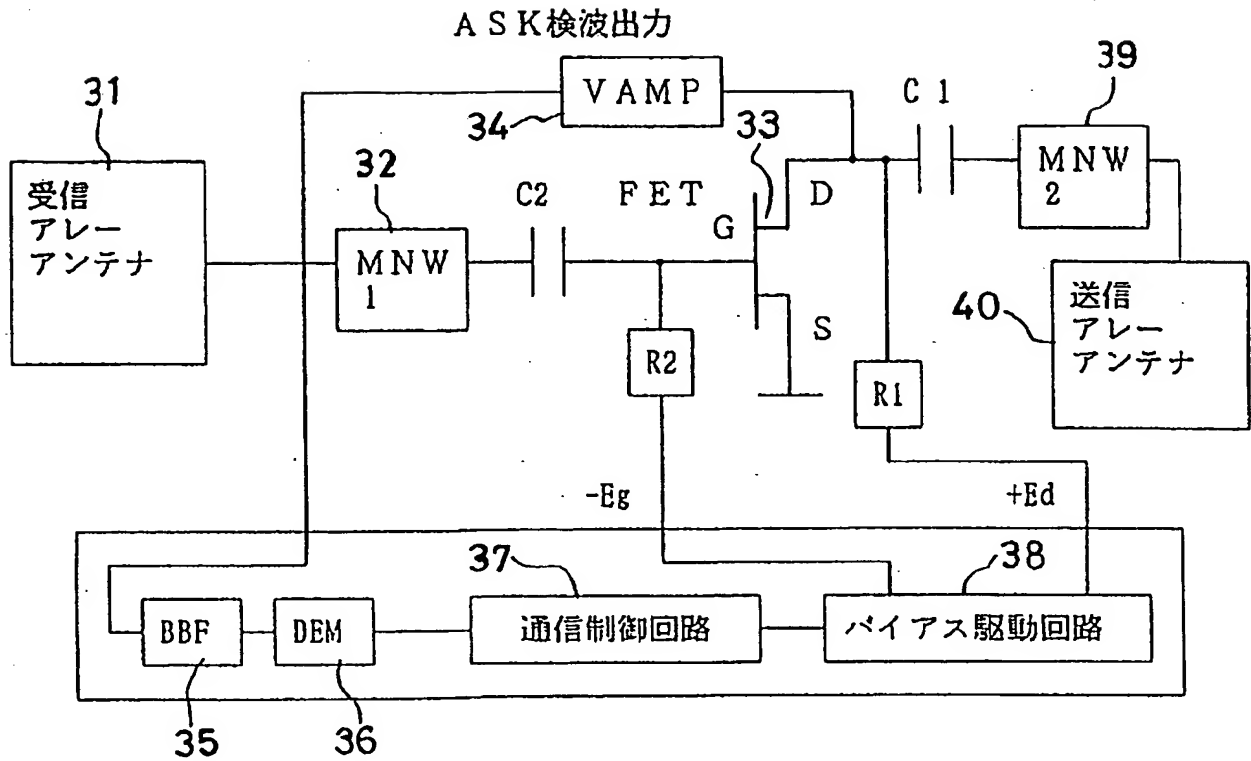 ASK検波出力
31
34
VAMP
33
C1
39
受信
アレー
アンテナ
32
MNW
1
C2
FET
G
D
S
MNW
2
40
送信
アレー
アンテナ
R2
R1
-Eg
+Ed
37
38
BBF
DEM
通信制御回路
バイアス駆動回路
35
36